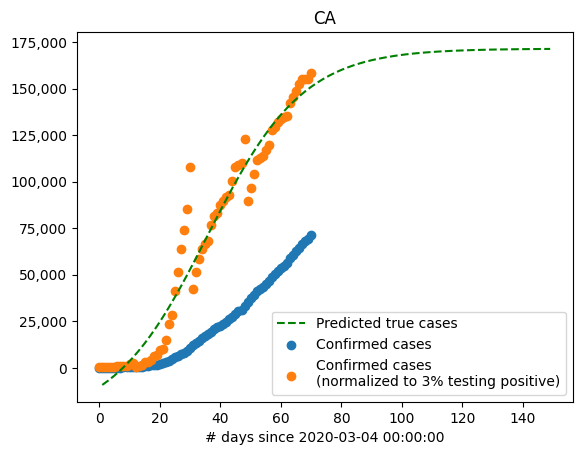 CA
175,000
150,000
125,000
100,000
75,000
50,000
25,000
0
0 20 40 60 80 100 120 140
# days since 2020-03-04 00:00:00
Predicted true cases
Confirmed cases
Confirmed cases
(normalized to 3% testing positive)